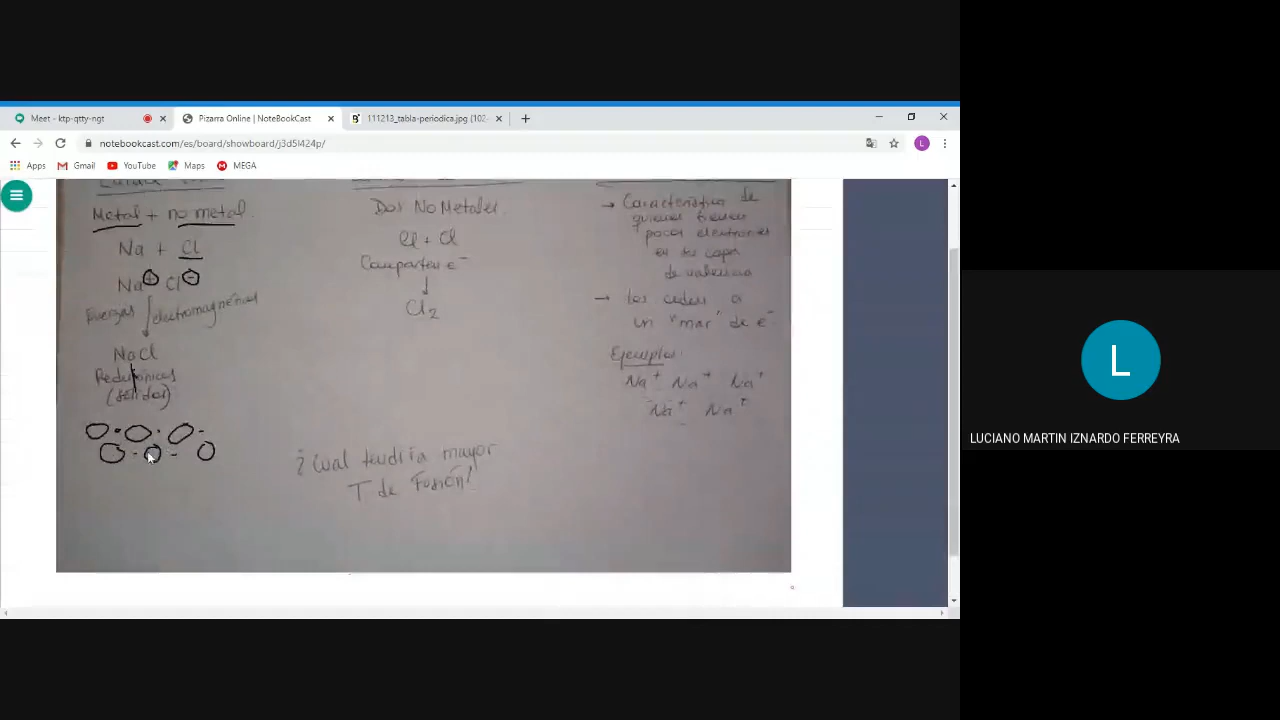 Meet - ktp-qtty-ngt
Pizarra Online | NoteBookCast
111213_tabla-periodica.jpg (102
notebookcast.com/es/board/showboard/j3d5l424p/
Apps Gmail YouTube Maps MEGA
L
Metal + no metal.
Na + Cl
Na+ Cl-
Fuerzas electromagnéticas
NaCl
Redes iónicas
(sólidos)
Dos No Metales.
Cl + Cl
Comparten e-
↓
Cl2
→ Característica de
quienes tienen
pocos electrones
en su capa
de valencia
→ los ceden a
un "mar" de e-
Ejemplo:
Na+ Na+ Na+
Na+ Na+
¿Cual tendría mayor
T de Fusión?
L
LUCIANO MARTIN IZNARDO FERREYRA